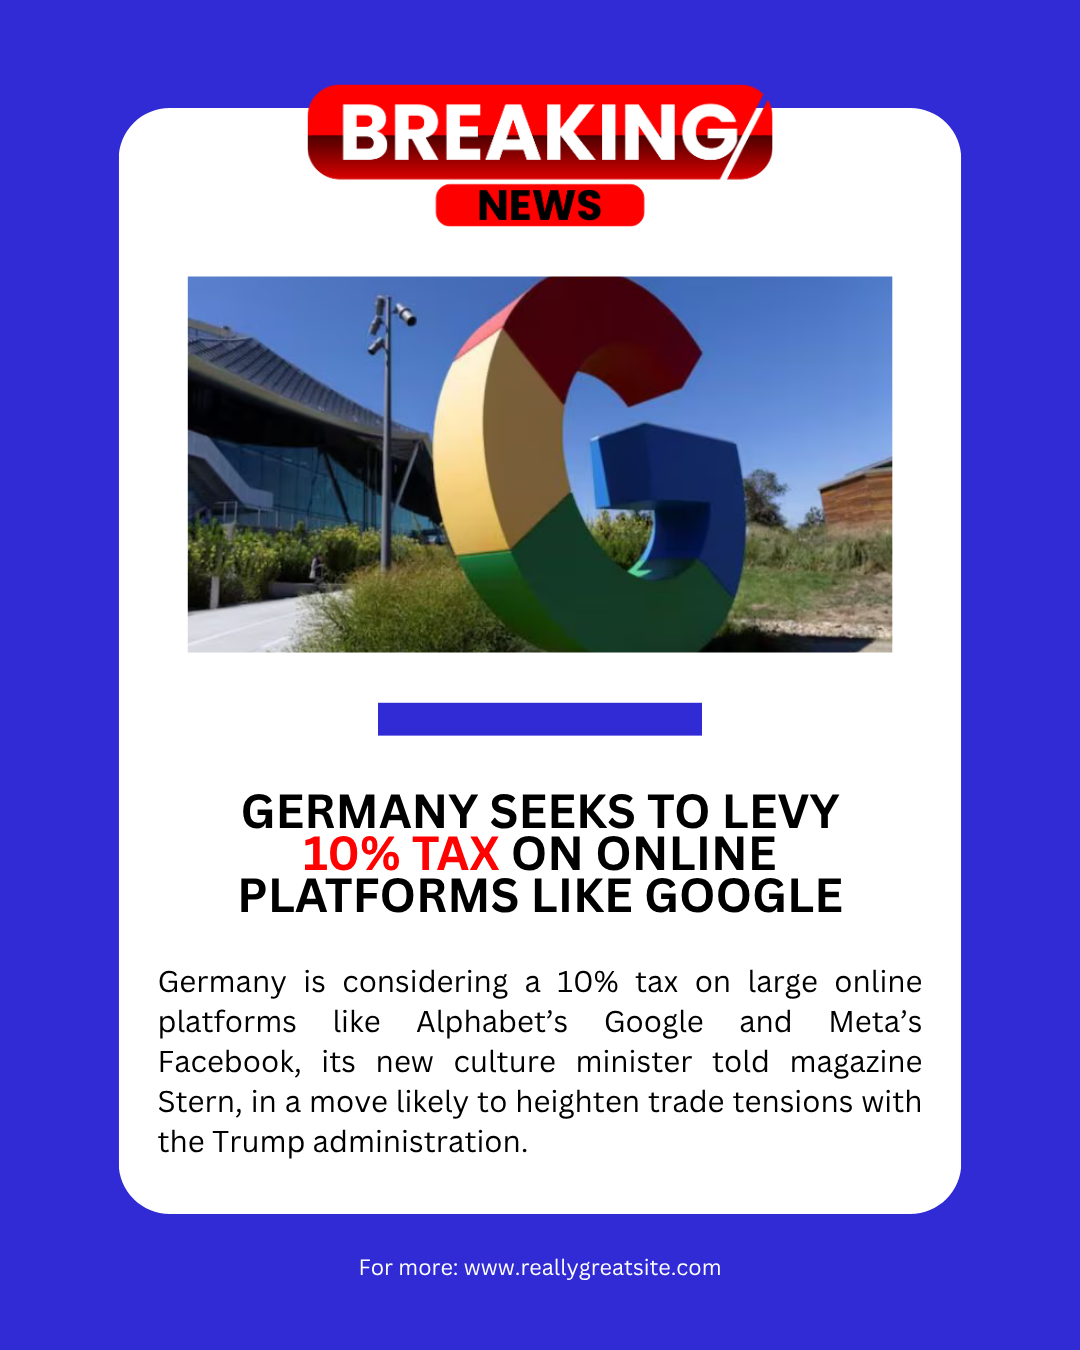 BREAKING
NEWS
GERMANY SEEKS TO LEVY
10% TAX ON ONLINE
PLATFORMS LIKE GOOGLE
Germany is considering a 10% tax on large online
platforms like Alphabet’s Google and Meta’s
Facebook, its new culture minister told magazine
Stern, in a move likely to heighten trade tensions with
the Trump administration.
For more: www.reallygreatsite.com